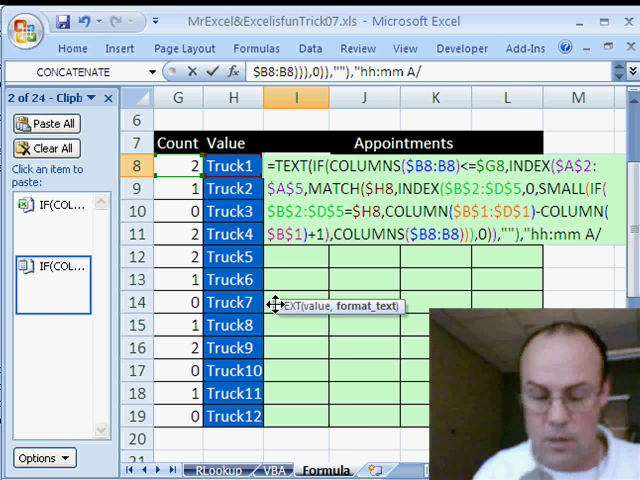 MrExcel&ExcelisfunTrick07.xls - Microsoft Excel
Home Insert Page Layout Formulas Data Review View Developer Add-Ins
CONCATENATE fx $B8:B8))),0)),""),"hh:mm A/
2 of 24 - Clipb
Paste All
Clear All
Click an item to
paste:
IF(COL...
IF(COL...
Options
G H I J K L M
6
7 Count Value Appointments
8 2 Truck1 =TEXT(IF(COLUMNS($B8:B8)<=$G8,INDEX($A$2:
9 1 Truck2 $A$5,MATCH($H8,INDEX($B$2:$D$5,0,SMALL(IF(
10 0 Truck3 $B$2:$D$5=$H8,COLUMN($B$1:$D$1)-COLUMN(
11 2 Truck4 $B$1)+1),COLUMNS($B8:B8))),0)),""),"hh:mm A/
12 2 Truck5
13 1 Truck6
14 0 Truck7 TEXT(value, format_text)
15 1 Truck8
16 2 Truck9
17 0 Truck10
18 1 Truck11
19 0 Truck12
20
21
RLookup VBA Formula